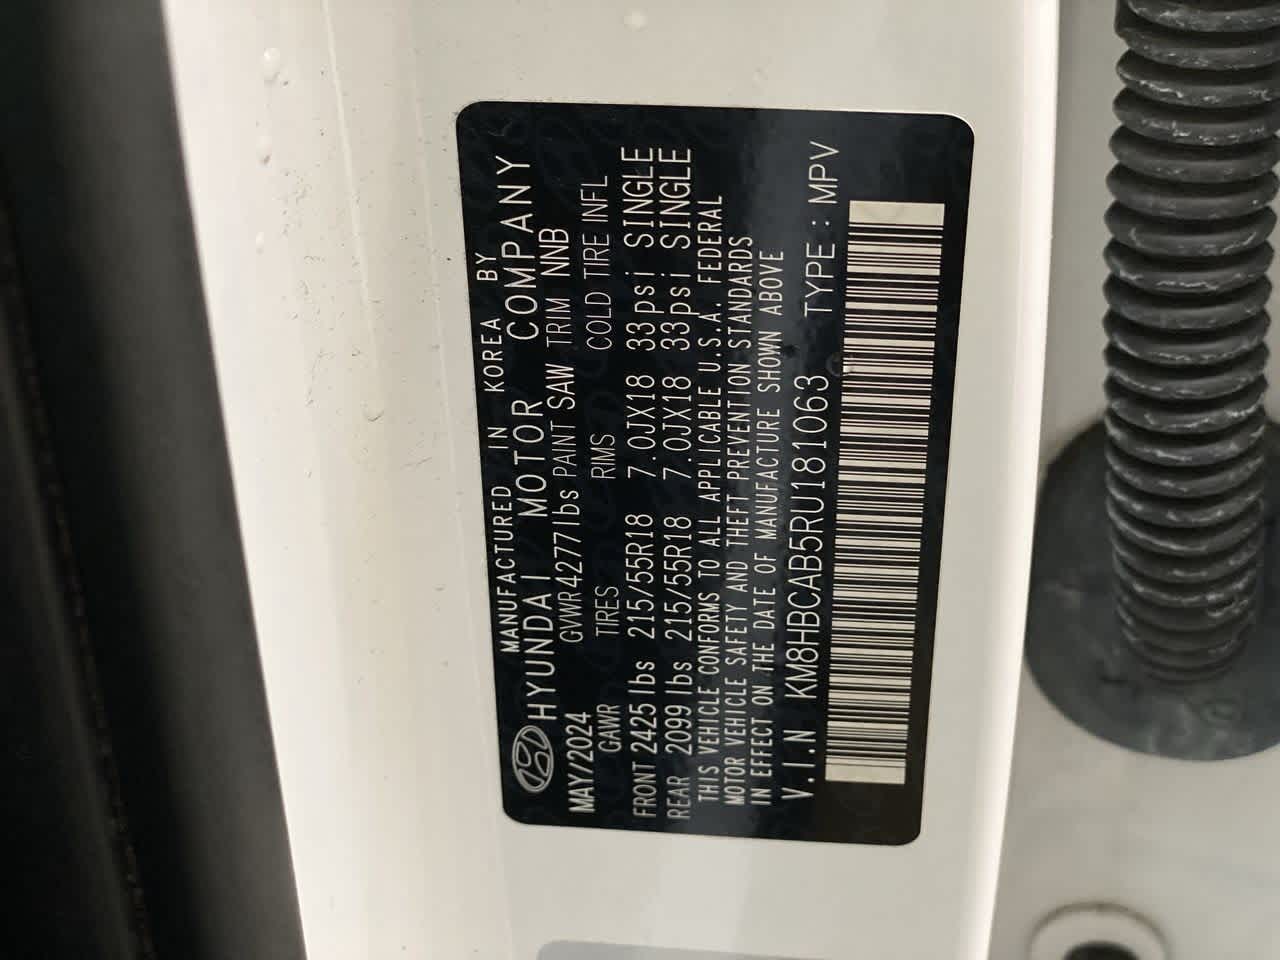 MANUFACTURED IN KOREA BY
HYUNDAI MOTOR COMPANY
MAY/2024 GVWR4277lbs PAINT SAW TRIM NNB
GAWR TIRES RIMS COLD TIRE INFL
FRONT 2425lbs 215/55R18 7.0JX18 33psi SINGLE
REAR 2099lbs 215/55R18 7.0JX18 33psi SINGLE
THIS VEHICLE CONFORMS TO ALL APPLICABLE U.S.A. FEDERAL
MOTOR VEHICLE SAFETY AND THEFT PREVENTION STANDARDS
IN EFFECT ON THE DATE OF MANUFACTURE SHOWN ABOVE
V.I.N KM8HBCAB5RU181063 TYPE : MPV